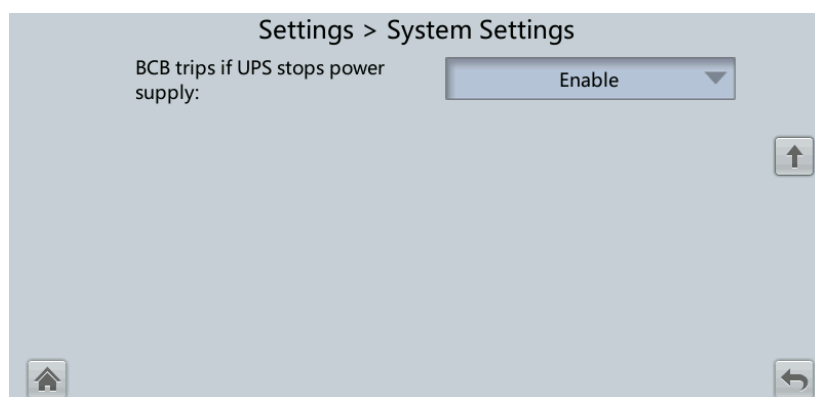 Settings > System Settings
BCB trips if UPS stops power
supply:
Enable